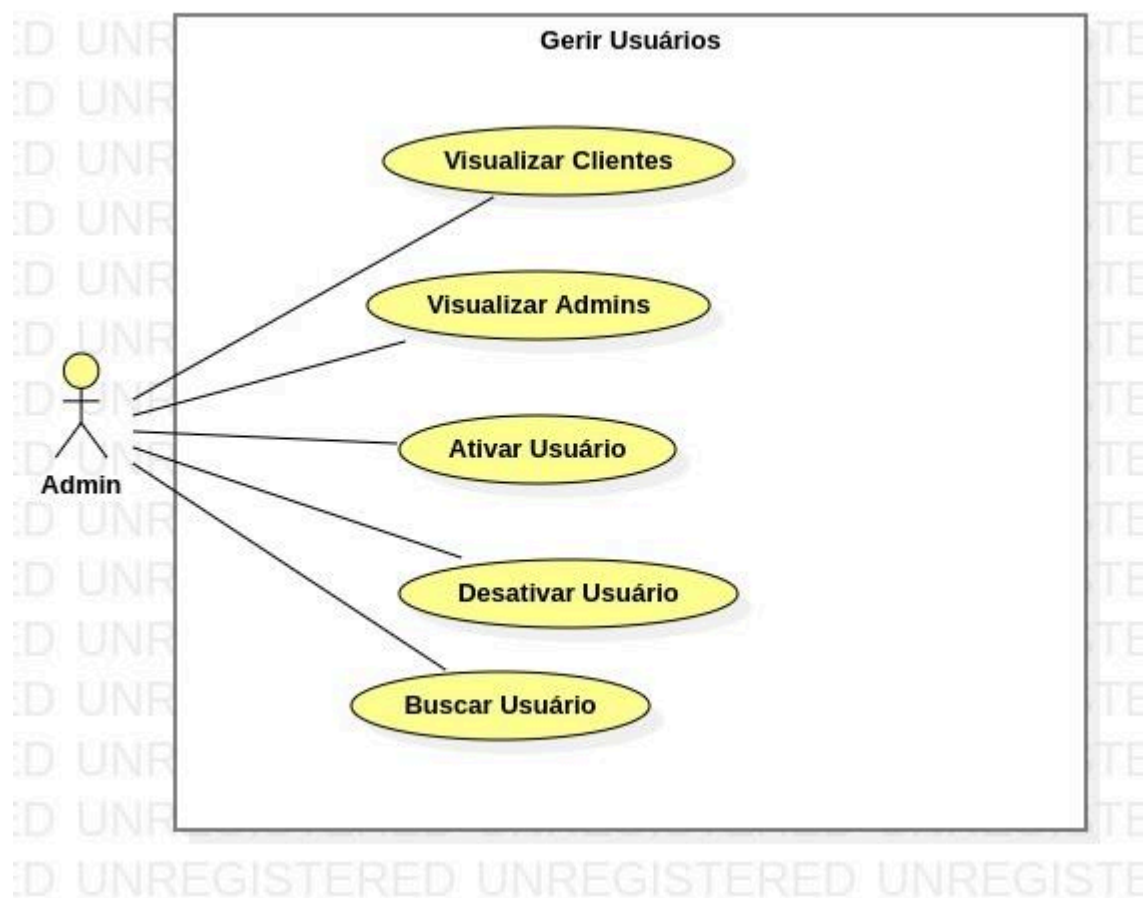 Gerir Usuários
Visualizar Clientes
Visualizar Admins
Ativar Usuário
Admin
Desativar Usuário
Buscar Usuário
UNREGISTERED UNREGISTERED